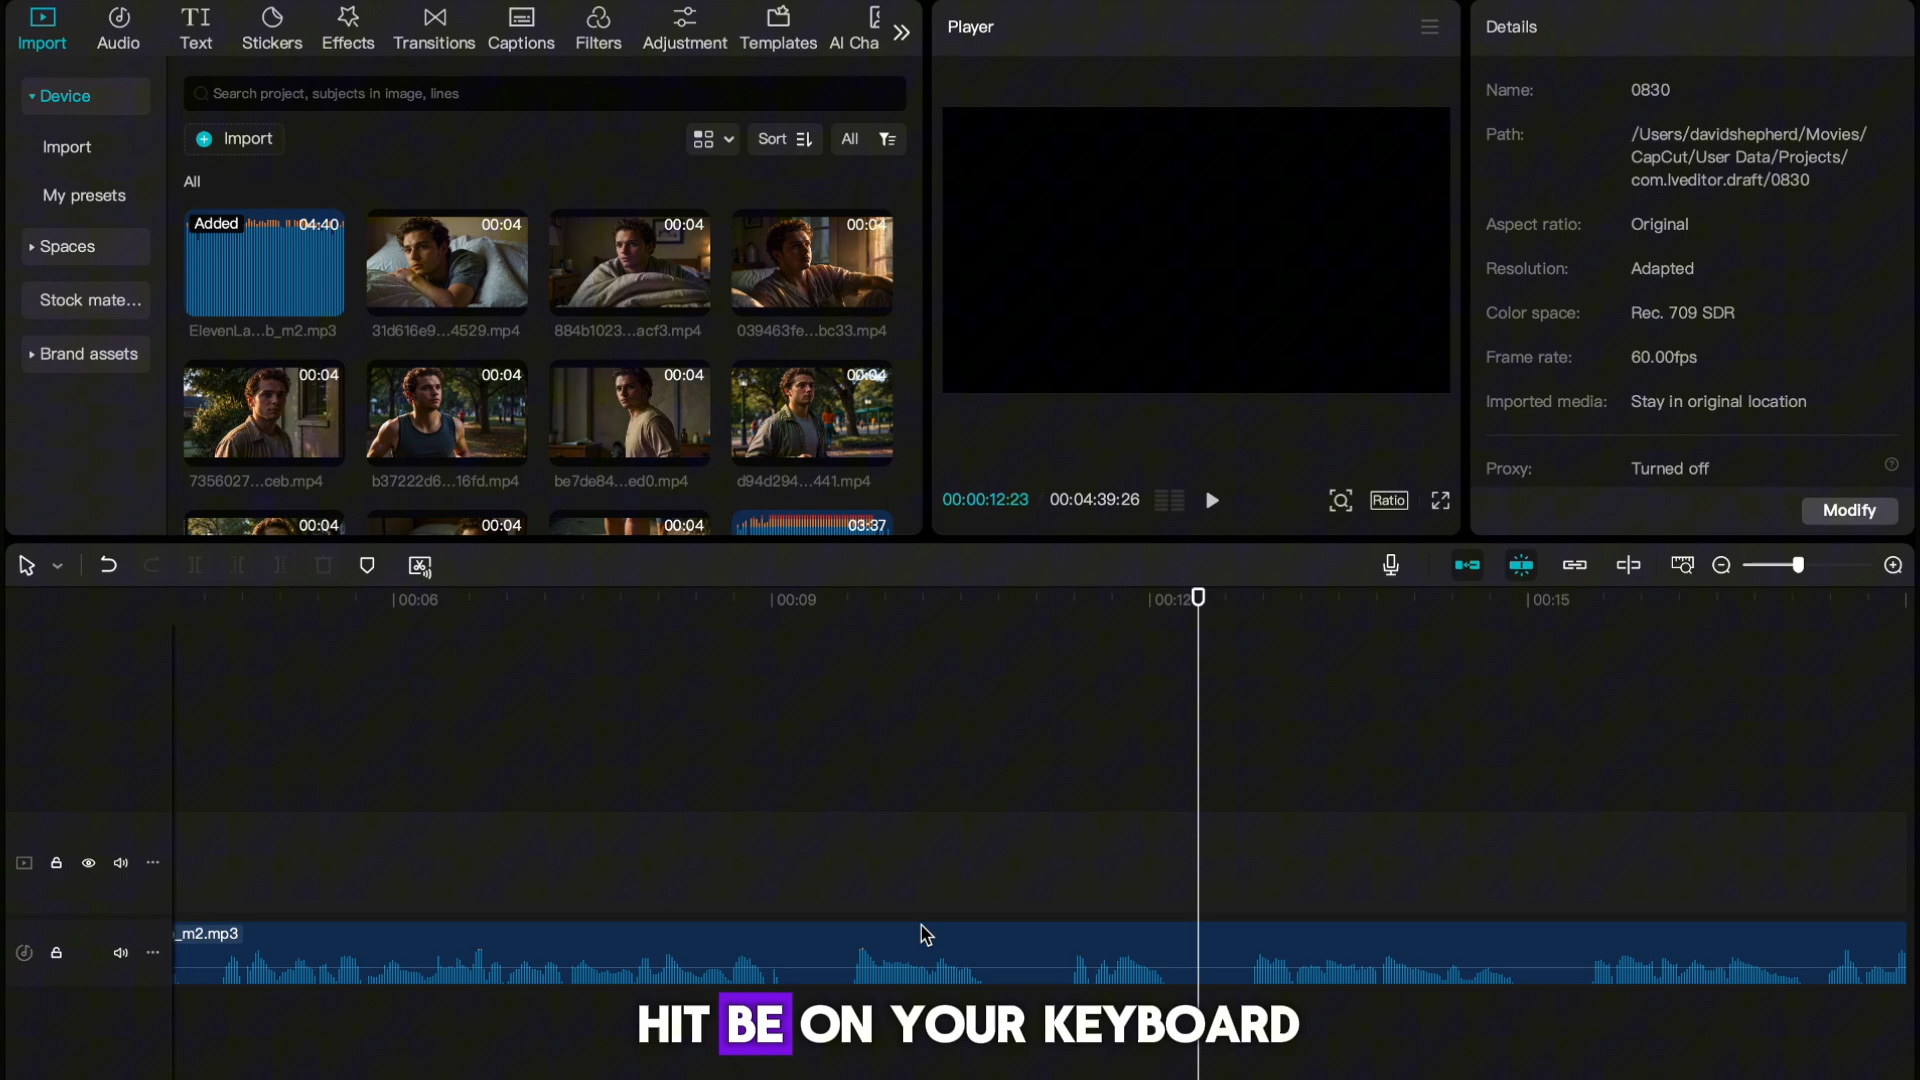 Import
Audio
Text
Stickers
Effects
Transitions
Captions
Filters
Adjustment
Templates
AI Cha
Device
Import
My presets
Spaces
Stock mate...
Brand assets
Search project, subjects in image, lines
Import
Sort
All
All
Added
04:40
00:04
00:04
00:04
ElevenLa...b_m2.mp3
31d616e9...4529.mp4
884b1023...acf3.mp4
039463fe...bc33.mp4
00:04
00:04
00:04
00:04
7356027...ceb.mp4
b37222d6...16fd.mp4
be7de84...ed0.mp4
d94d294...441.mp4
00:04
00:04
00:04
03:37
Player
00:00:12:23
00:04:39:26
Ratio
Details
Name: 0830
Path: /Users/davidshepherd/Movies/
CapCut/User Data/Projects/
com.lveditor.draft/0830
Aspect ratio: Original
Resolution: Adapted
Color space: Rec. 709 SDR
Frame rate: 60.00fps
Imported media: Stay in original location
Proxy: Turned off
Modify
00:06
00:09
00:12
00:15
_m2.mp3
HIT BE ON YOUR KEYBOARD